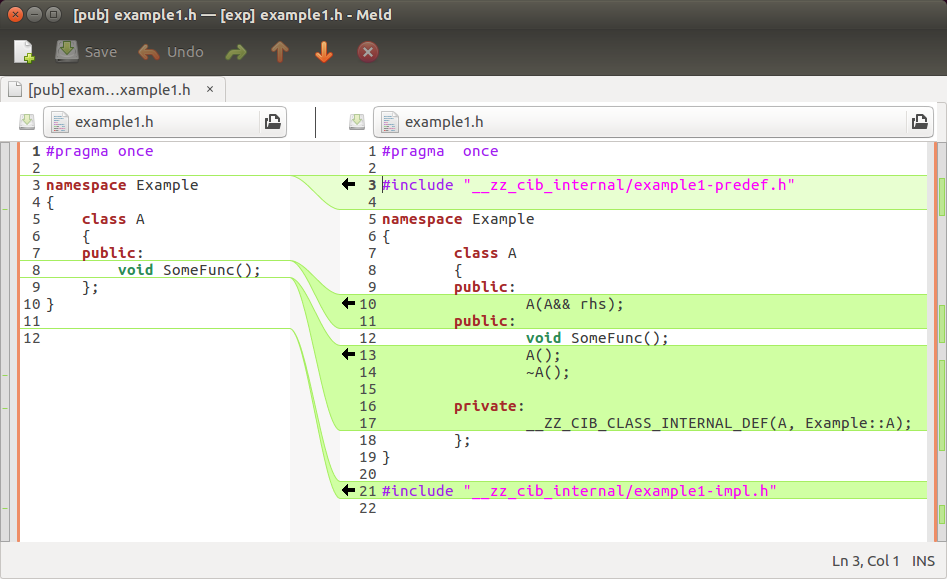 [pub] example1.h — [exp] example1.h - Meld
Save Undo
[pub] exam…xample1.h ×
example1.h
1 #pragma once
2
3 namespace Example
4 {
5 class A
6 {
7 public:
8 void SomeFunc();
9 };
10 }
11
12
example1.h
1 #pragma  once
2
3 #include "__zz_cib_internal/example1-predef.h"
4
5 namespace Example
6 {
7 class A
8 {
9 public:
10 A(A&& rhs);
11 public:
12 void SomeFunc();
13 A();
14 ~A();
15
16 private:
17 __ZZ_CIB_CLASS_INTERNAL_DEF(A, Example::A);
18 };
19 }
20
21 #include "__zz_cib_internal/example1-impl.h"
22
Ln 3, Col 1 INS